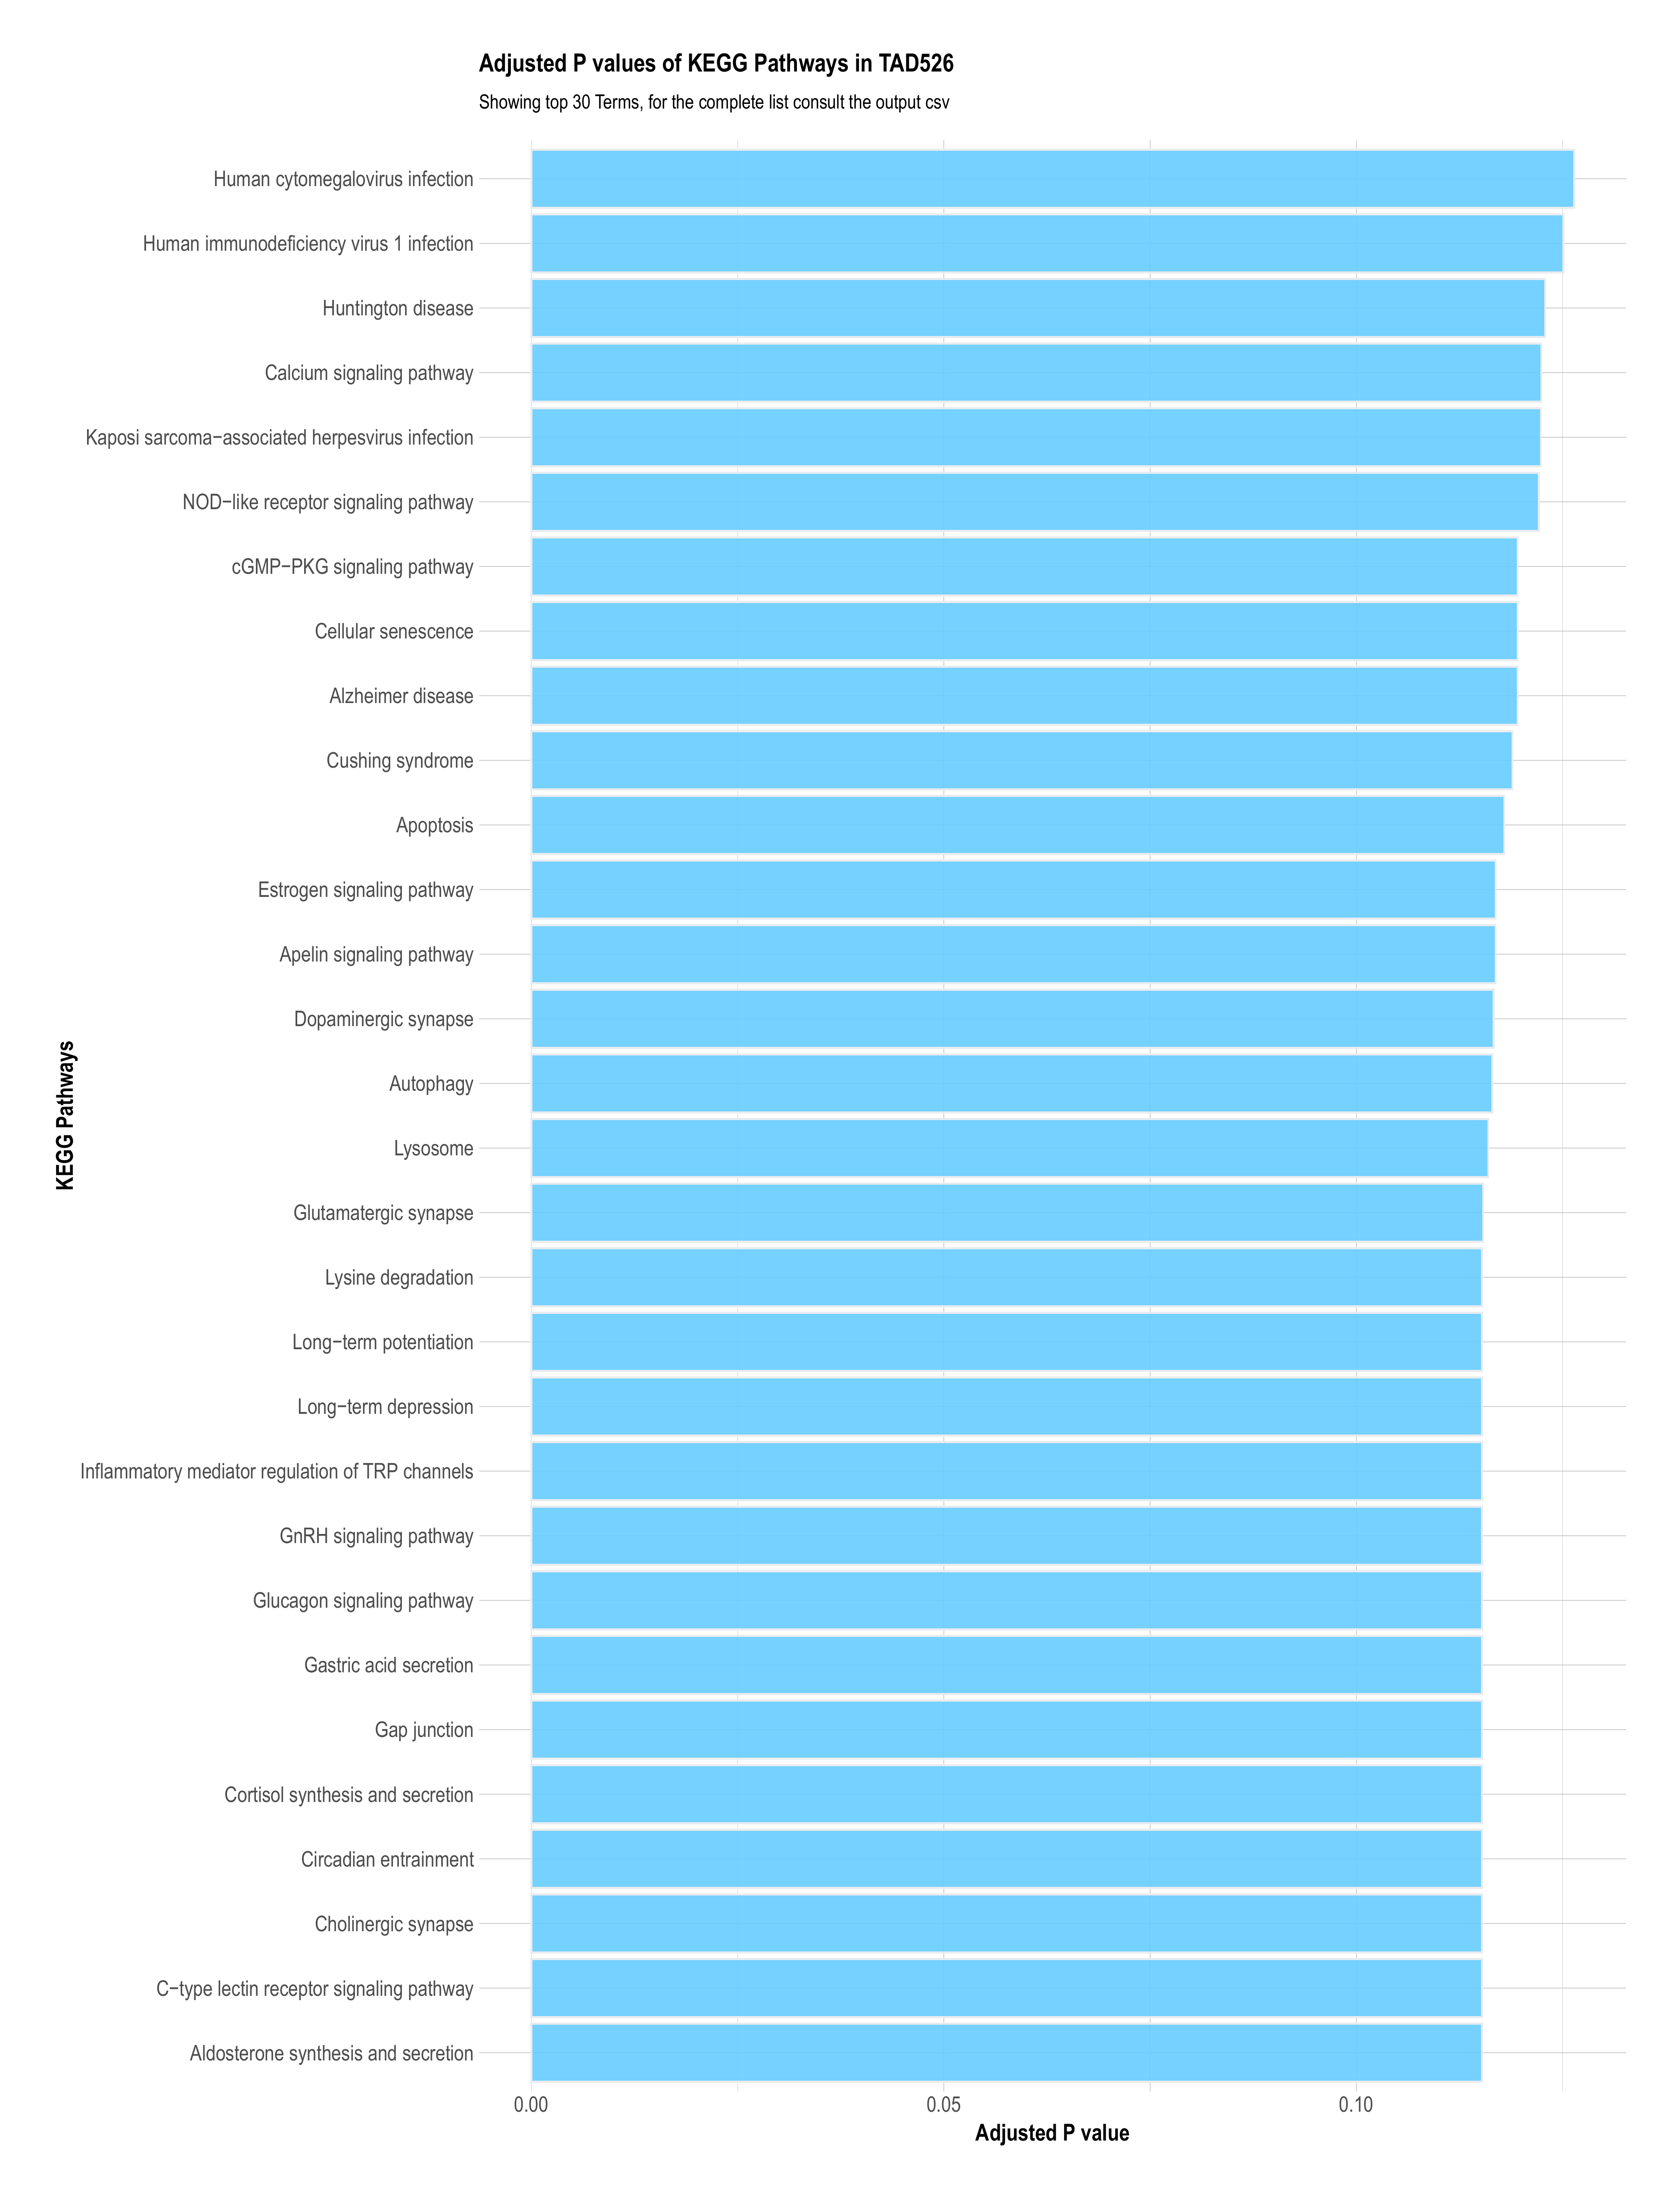 Adjusted P values of KEGG Pathways in TAD526
Showing top 30 Terms, for the complete list consult the output csv
Human cytomegalovirus infection
Human immunodeficiency virus 1 infection
Huntington disease
Calcium signaling pathway
Kaposi sarcoma−associated herpesvirus infection
NOD−like receptor signaling pathway
cGMP−PKG signaling pathway
Cellular senescence
Alzheimer disease
Cushing syndrome
Apoptosis
Estrogen signaling pathway
Apelin signaling pathway
Dopaminergic synapse
Autophagy
Lysosome
Glutamatergic synapse
Lysine degradation
Long−term potentiation
Long−term depression
Inflammatory mediator regulation of TRP channels
GnRH signaling pathway
Glucagon signaling pathway
Gastric acid secretion
Gap junction
Cortisol synthesis and secretion
Circadian entrainment
Cholinergic synapse
C−type lectin receptor signaling pathway
Aldosterone synthesis and secretion
KEGG Pathways
0.00 0.05 0.10
Adjusted P value